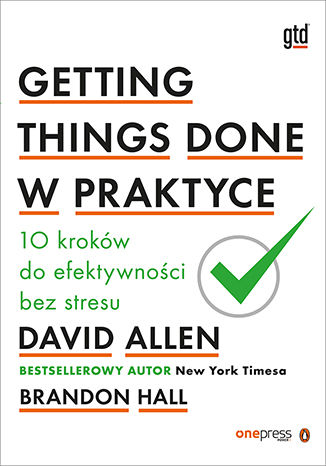 gtd
GETTING
THINGS DONE
W PRAKTYCE
10 kroków
do efektywności
bez stresu
DAVID ALLEN
BESTSELLEROWY AUTOR New York Timesa
BRANDON HALL
onepress